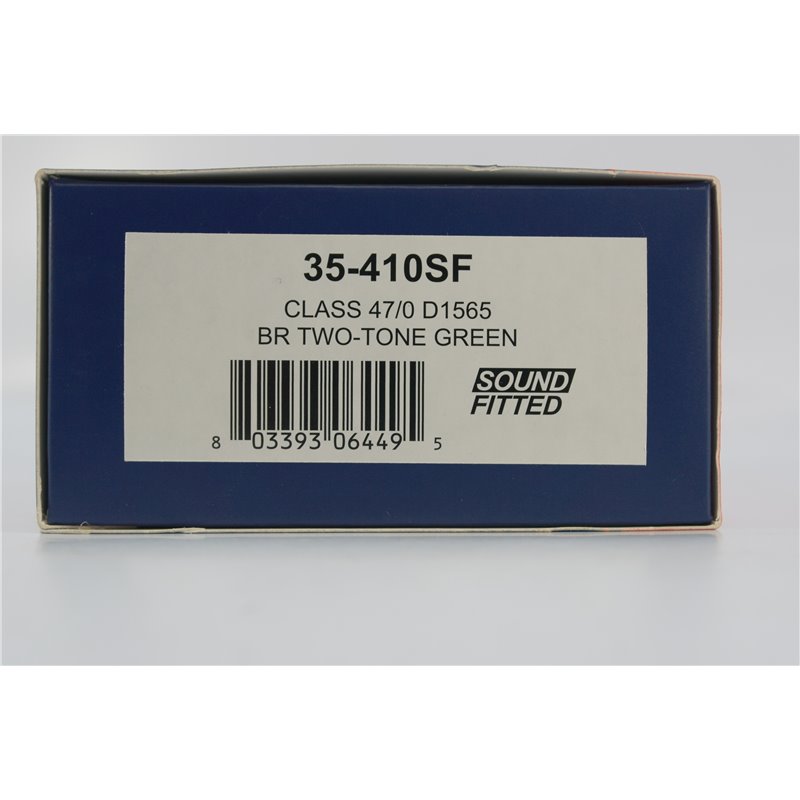 35-410SF
CLASS 47/0 D1565
BR TWO-TONE GREEN
SOUND
FITTED
8 03393 06449 5